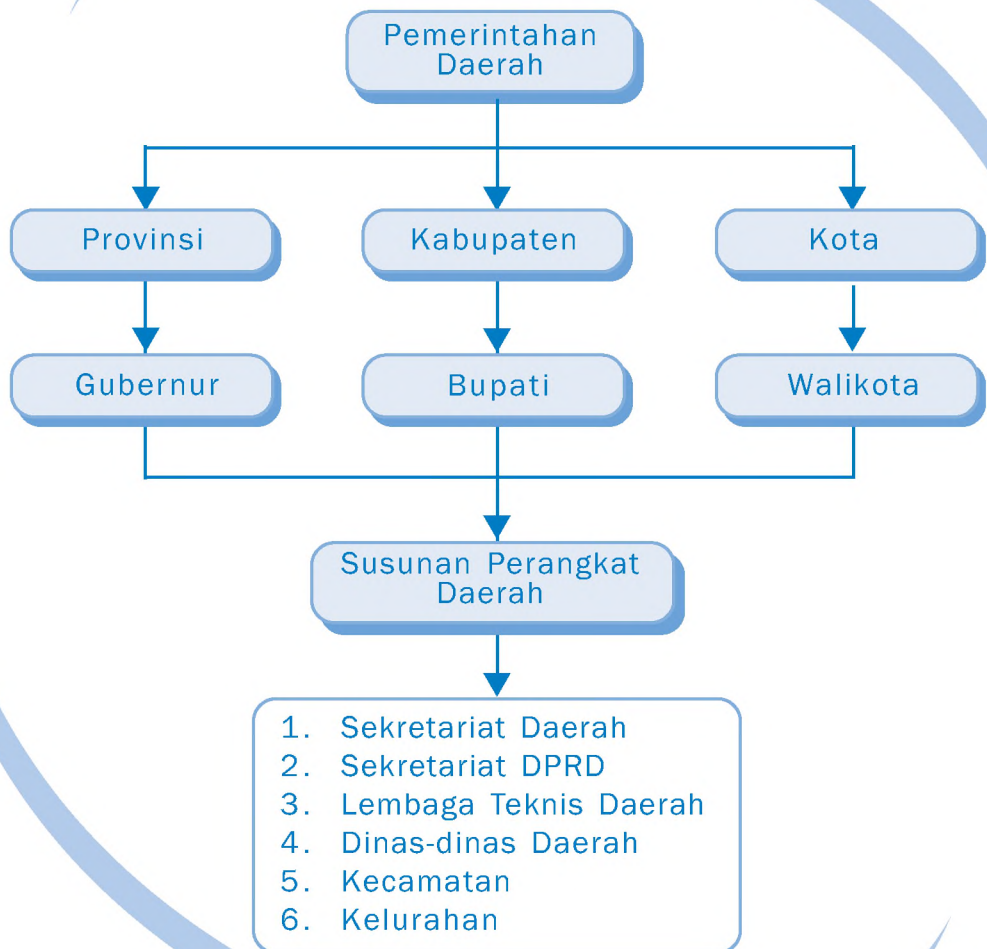 Pemerintahan
Daerah
Provinsi
Kabupaten
Kota
Gubernur
Bupati
Walikota
Susunan Perangkat
Daerah
1. Sekretariat Daerah
2. Sekretariat DPRD
3. Lembaga Teknis Daerah
4. Dinas-dinas Daerah
5. Kecamatan
6. Kelurahan